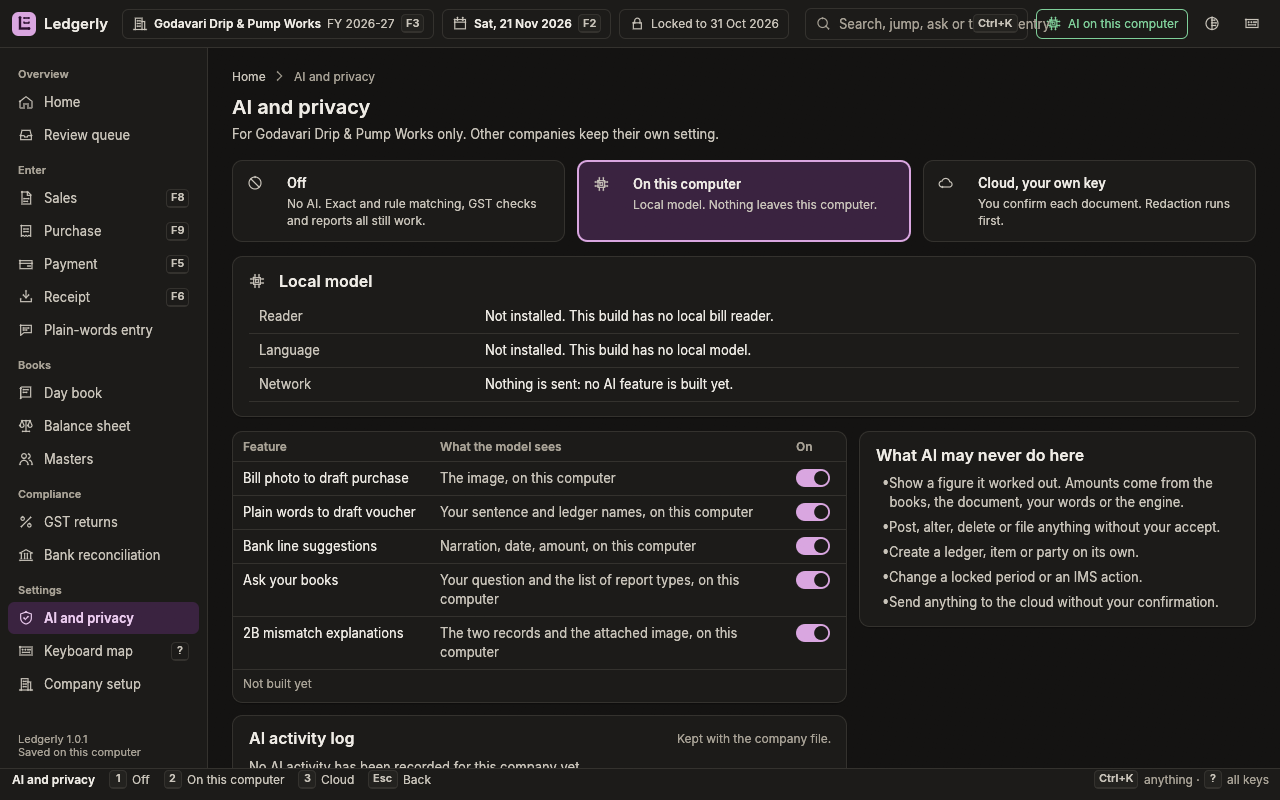 Ledgerly
Godavari Drip & Pump Works FY 2026-27 F3
Sat, 21 Nov 2026 F2
Locked to 31 Oct 2026
Search, jump, ask or t Ctrl+K entry
AI on this computer
Overview
Home
Review queue
Enter
Sales F8
Purchase F9
Payment F5
Receipt F6
Plain-words entry
Books
Day book
Balance sheet
Masters
Compliance
GST returns
Bank reconciliation
Settings
AI and privacy
Keyboard map ?
Company setup
Ledgerly 1.0.1
Saved on this computer
Home > AI and privacy
AI and privacy
For Godavari Drip & Pump Works only. Other companies keep their own setting.
Off
No AI. Exact and rule matching, GST checks
and reports all still work.
On this computer
Local model. Nothing leaves this computer.
Cloud, your own key
You confirm each document. Redaction runs
first.
Local model
Reader Not installed. This build has no local bill reader.
Language Not installed. This build has no local model.
Network Nothing is sent: no AI feature is built yet.
Feature What the model sees On
Bill photo to draft purchase The image, on this computer
Plain words to draft voucher Your sentence and ledger names, on this computer
Bank line suggestions Narration, date, amount, on this computer
Ask your books Your question and the list of report types, on this
computer
2B mismatch explanations The two records and the attached image, on this
computer
Not built yet
What AI may never do here
•Show a figure it worked out. Amounts come from the
books, the document, your words or the engine.
•Post, alter, delete or file anything without your accept.
•Create a ledger, item or party on its own.
•Change a locked period or an IMS action.
•Send anything to the cloud without your confirmation.
AI activity log Kept with the company file.
No AI activity has been recorded for this company yet.
AI and privacy 1 Off 2 On this computer 3 Cloud Esc Back
Ctrl+K anything · ? all keys